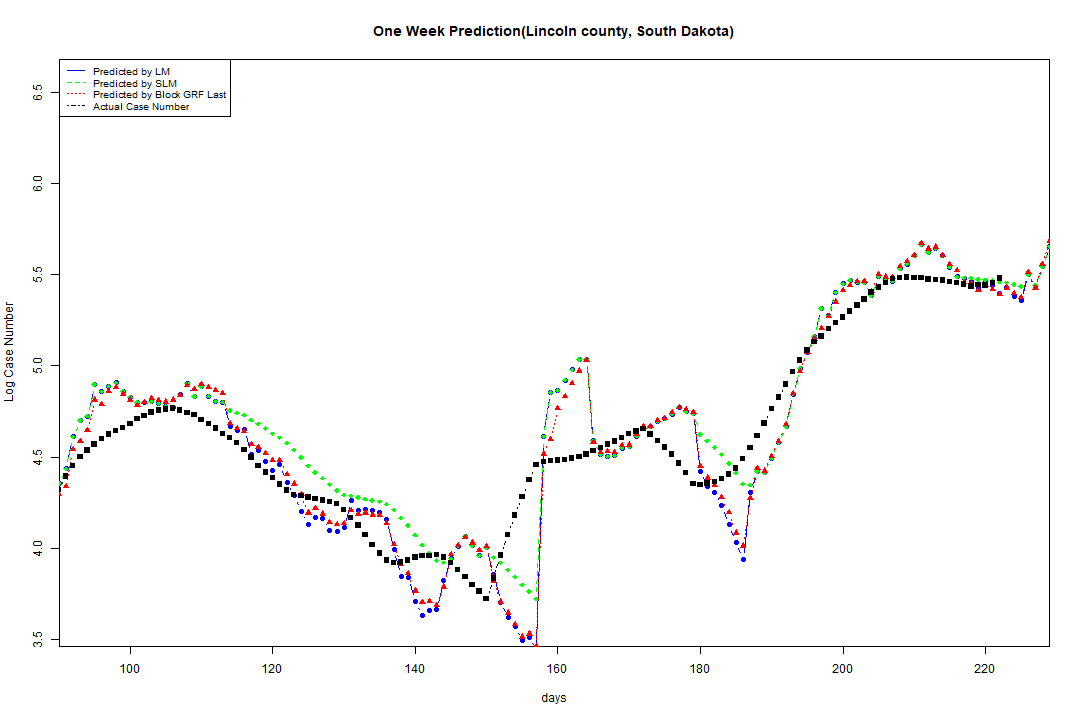 One Week Prediction(Lincoln county, South Dakota)
Predicted by LM
Predicted by SLM
Predicted by Block GRF Last
Actual Case Number
6.5
6.0
5.5
5.0
4.5
4.0
3.5
Log Case Number
100 120 140 160 180 200 220
days